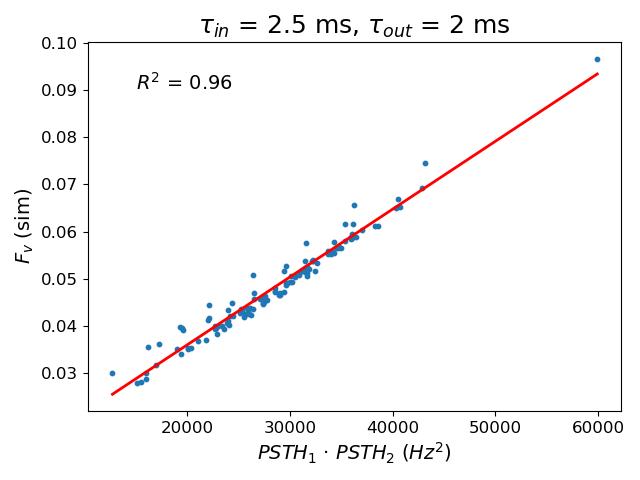 τ_in = 2.5 ms, τ_out = 2 ms
R² = 0.96
0.10
0.09
0.08
0.07
0.06
0.05
0.04
0.03
F_v (sim)
20000 30000 40000 50000 60000
PSTH₁ · PSTH₂ (Hz²)